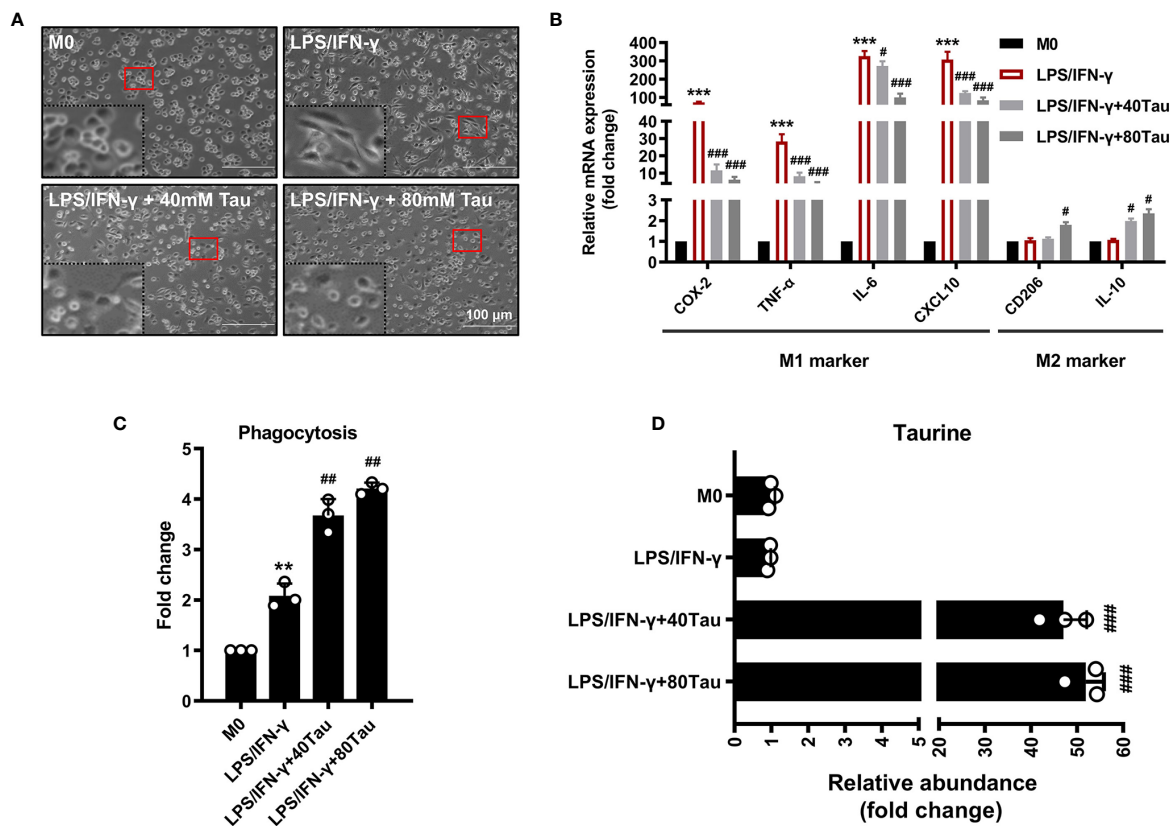 A
M0
LPS/IFN-γ
LPS/IFN-γ + 40mM Tau
LPS/IFN-γ + 80mM Tau
100 μm
B
Relative mRNA expression
(fold change)
400
300
200
100
40
30
20
10
3
2
1
0
***
###
###
***
###
###
***
#
###
***
###
###
#
#
#
M0
LPS/IFN-γ
LPS/IFN-γ+40Tau
LPS/IFN-γ+80Tau
COX-2
TNF-α
IL-6
CXCL10
CD206
IL-10
M1 marker
M2 marker
C
Phagocytosis
Fold change
5
4
3
2
1
0
**
##
##
M0
LPS/IFN-γ
LPS/IFN-γ+40Tau
LPS/IFN-γ+80Tau
D
Taurine
M0
LPS/IFN-γ
LPS/IFN-γ+40Tau
LPS/IFN-γ+80Tau
###
###
0
1
2
3
4
5
20
30
40
50
60
Relative abundance
(fold change)